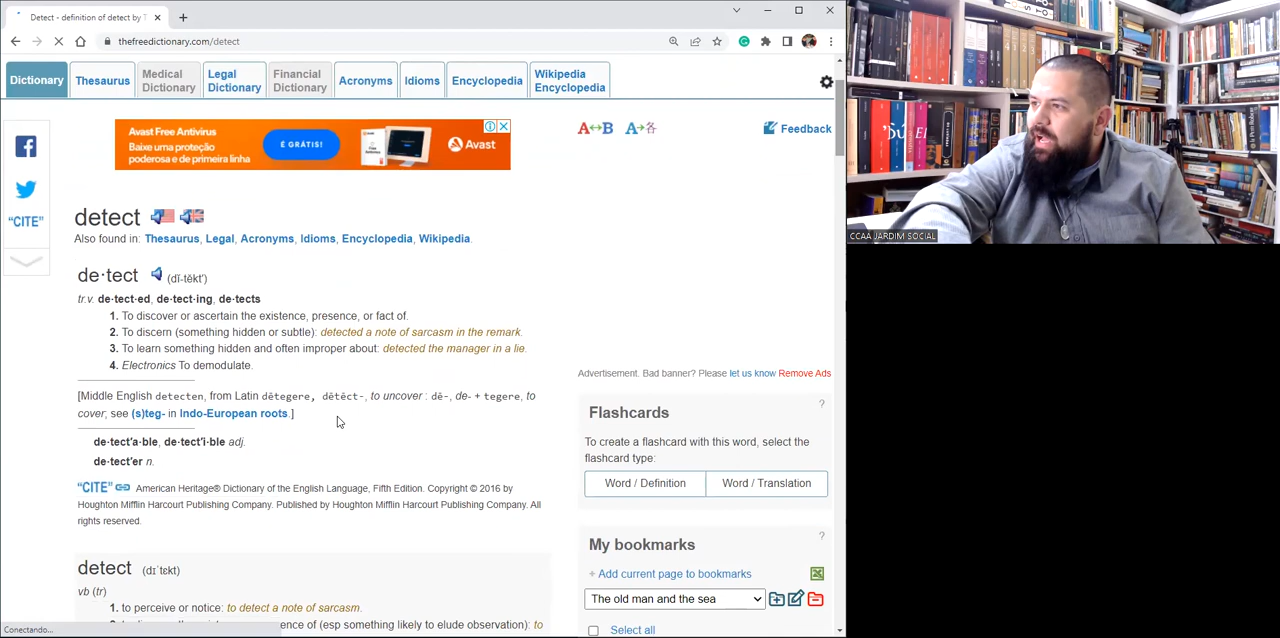 Detect - definition of detect by T
thefreedictionary.com/detect
Dictionary
Thesaurus
Medical
Dictionary
Legal
Dictionary
Financial
Dictionary
Acronyms
Idioms
Encyclopedia
Wikipedia
Encyclopedia
Avast Free Antivirus
Baixe uma proteção
poderosa e de primeira linha
É GRÁTIS!
Avast
A↔B A→
Feedback
"CITE"
detect
Also found in: Thesaurus, Legal, Acronyms, Idioms, Encyclopedia, Wikipedia.
de·tect (dĭ-tĕkt′)
tr.v. de·tect·ed, de·tect·ing, de·tects
1. To discover or ascertain the existence, presence, or fact of.
2. To discern (something hidden or subtle): detected a note of sarcasm in the remark.
3. To learn something hidden and often improper about: detected the manager in a lie.
4. Electronics To demodulate.
[Middle English detecten, from Latin dētegere, dētēct-, to uncover : dē-, de- + tegere, to
cover; see (s)teg- in Indo-European roots.]
de·tect′a·ble, de·tect′i·ble adj.
de·tect′er n.
"CITE" American Heritage® Dictionary of the English Language, Fifth Edition. Copyright © 2016 by
Houghton Mifflin Harcourt Publishing Company. Published by Houghton Mifflin Harcourt Publishing Company. All
rights reserved.
detect (dɪˈtɛkt)
vb (tr)
1. to perceive or notice: to detect a note of sarcasm.
ence of (esp something likely to elude observation): to
Conectando...
Advertisement. Bad banner? Please let us know Remove Ads
Flashcards ?
To create a flashcard with this word, select the
flashcard type:
Word / Definition
Word / Translation
My bookmarks ?
+ Add current page to bookmarks
The old man and the sea
Select all
CCAA JARDIM SOCIAL